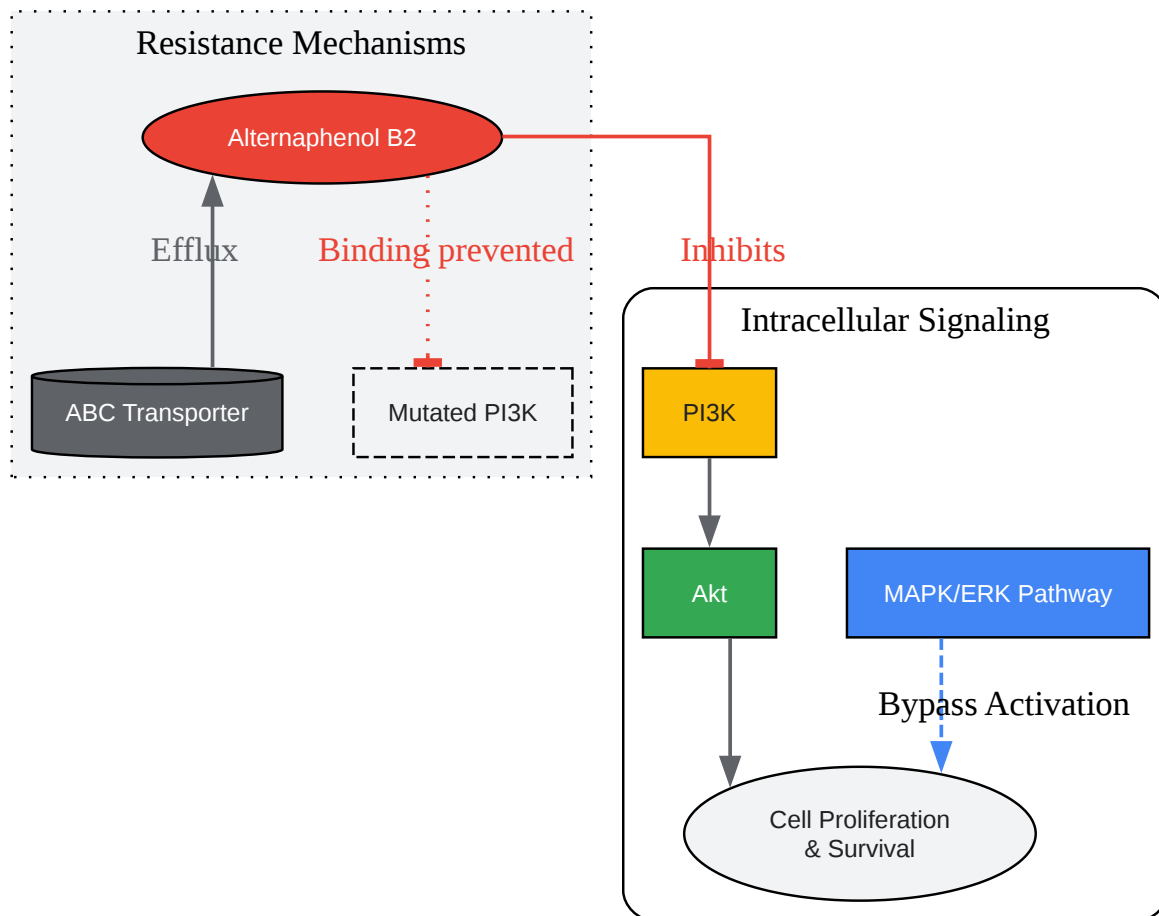 Resistance Mechanisms
Alternaphenol B2
Efflux
Binding prevented
Inhibits
Intracellular Signaling
ABC Transporter
Mutated PI3K
PI3K
Akt
MAPK/ERK Pathway
Bypass Activation
Cell Proliferation
& Survival